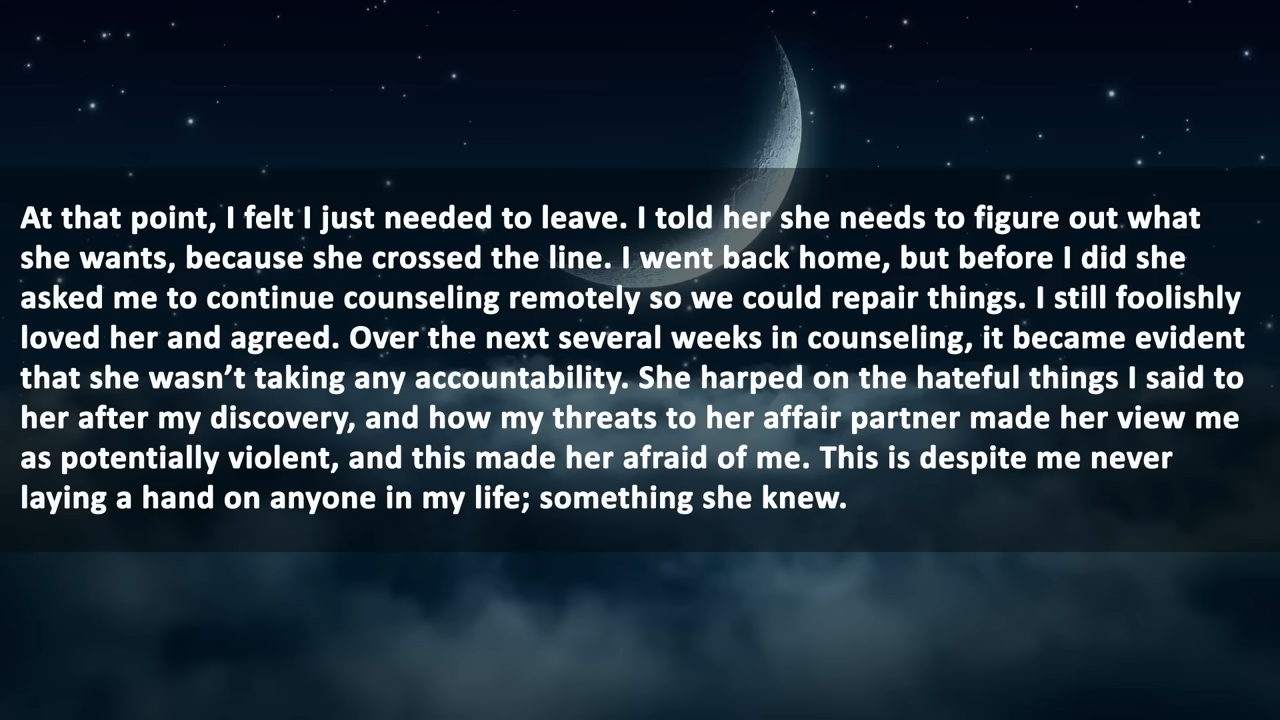 At that point, I felt I just needed to leave. I told her she needs to figure out what
she wants, because she crossed the line. I went back home, but before I did she
asked me to continue counseling remotely so we could repair things. I still foolishly
loved her and agreed. Over the next several weeks in counseling, it became evident
that she wasn’t taking any accountability. She harped on the hateful things I said to
her after my discovery, and how my threats to her affair partner made her view me
as potentially violent, and this made her afraid of me. This is despite me never
laying a hand on anyone in my life; something she knew.